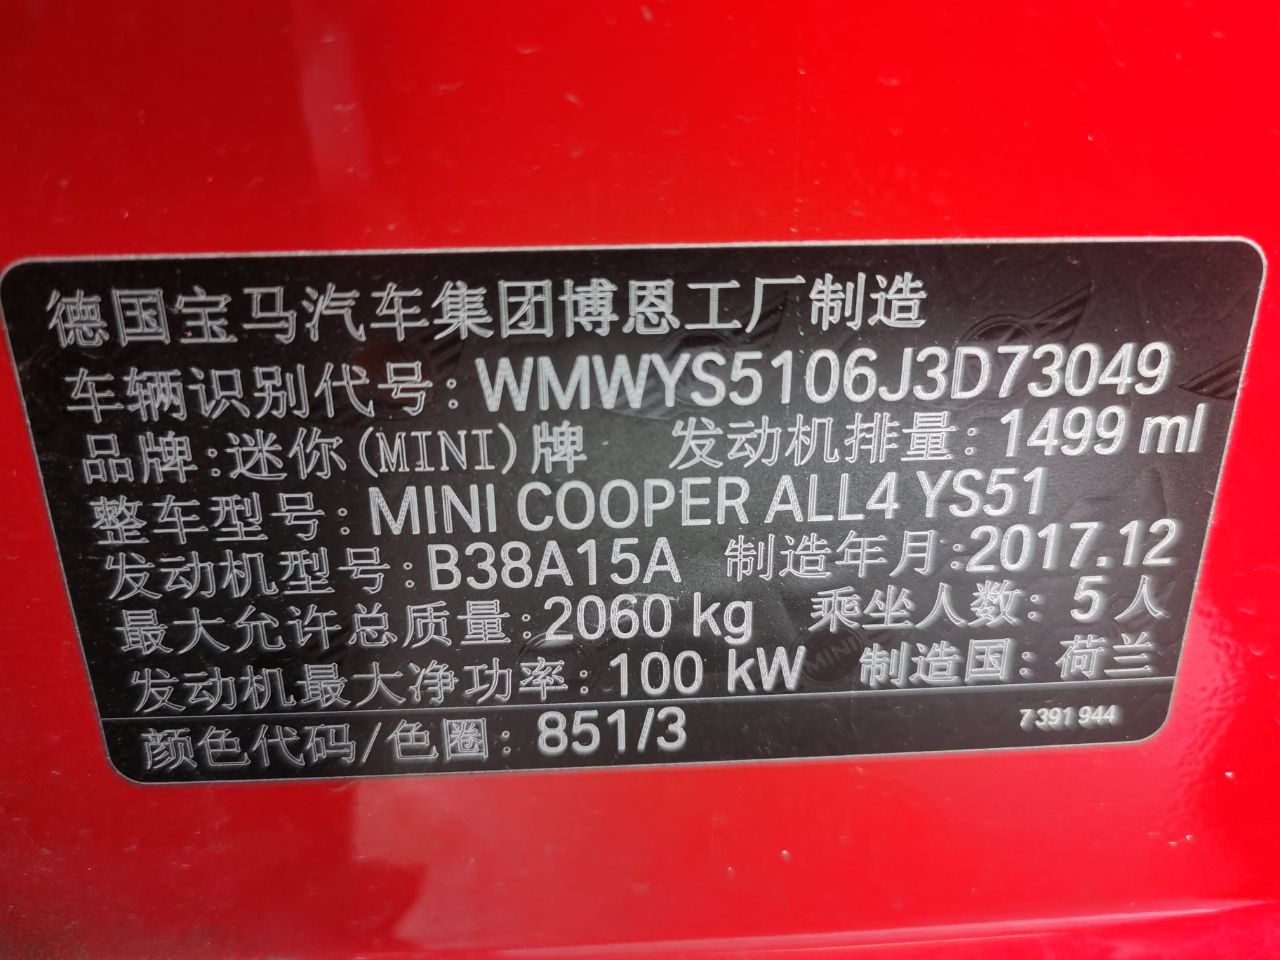 德国宝马汽车集团博恩工厂制造
车辆识别代号: WMWYS5106J3D73049
品牌:迷你(MINI)牌 发动机排量: 1499 ml
整车型号: MINI COOPER ALL4 YS51
发动机型号: B38A15A 制造年月:2017.12
最大允许总质量: 2060 kg 乘坐人数: 5人
发动机最大净功率: 100 kW 制造国: 荷兰
颜色代码/色圈: 851/3 7 391 944
MINI